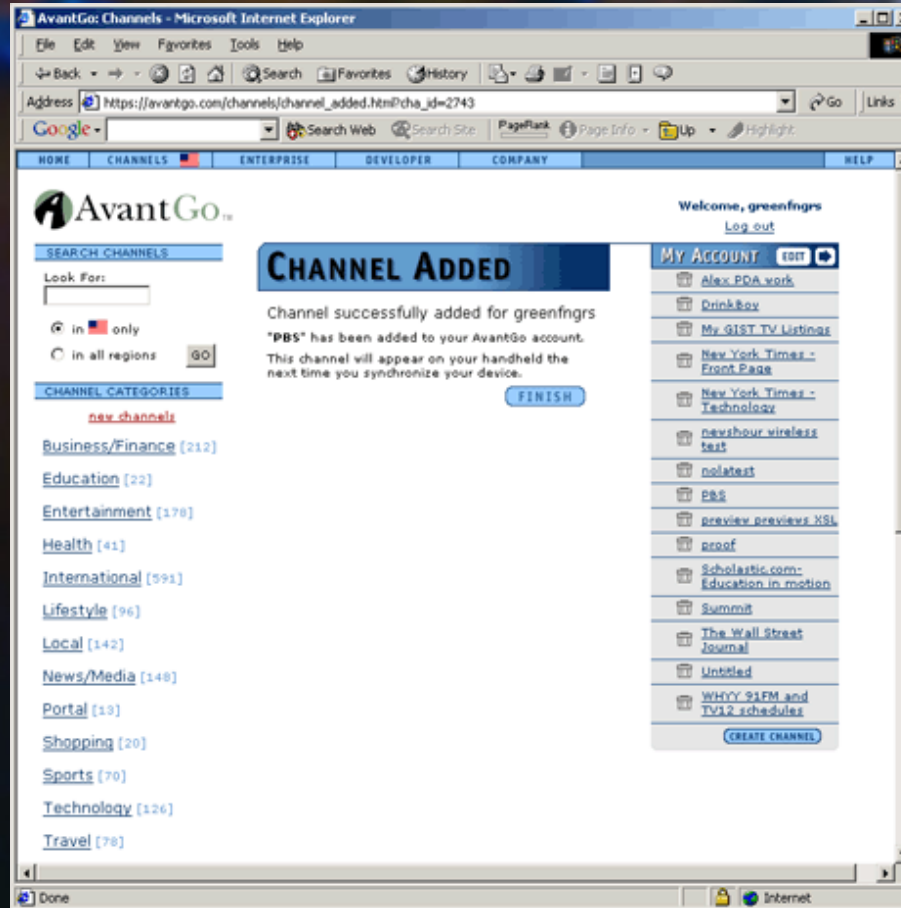 AvantGo: Channels - Microsoft Internet Explorer
File Edit View Favorites Tools Help
Back Search Favorites History
Address https://avantgo.com/channels/channel_added.html?cha_id=2743 Go Links
Google Search Web Search Site PageRank Page Info Up Highlight
HOME CHANNELS ENTERPRISE DEVELOPER COMPANY HELP
AvantGo™
Welcome, greenfngrs
Log out
SEARCH CHANNELS
Look For:
in only
in all regions GO
CHANNEL CATEGORIES
new channels
Business/Finance [212]
Education [22]
Entertainment [178]
Health [41]
International [591]
Lifestyle [96]
Local [142]
News/Media [148]
Portal [13]
Shopping [20]
Sports [70]
Technology [126]
Travel [78]
CHANNEL ADDED
Channel successfully added for greenfngrs
"PBS" has been added to your AvantGo account.
This channel will appear on your handheld the
next time you synchronize your device.
FINISH
MY ACCOUNT EDIT
Alex PDA work
DrinkBoy
My GIST TV Listings
New York Times -
Front Page
New York Times -
Technology
newshour wireless
test
nolatest
PBS
preview previews XSL
proof
Scholastic.com-
Education in motion
Summit
The Wall Street
Journal
Untitled
WHYY 91FM and
TV12 schedules
CREATE CHANNEL
Done Internet